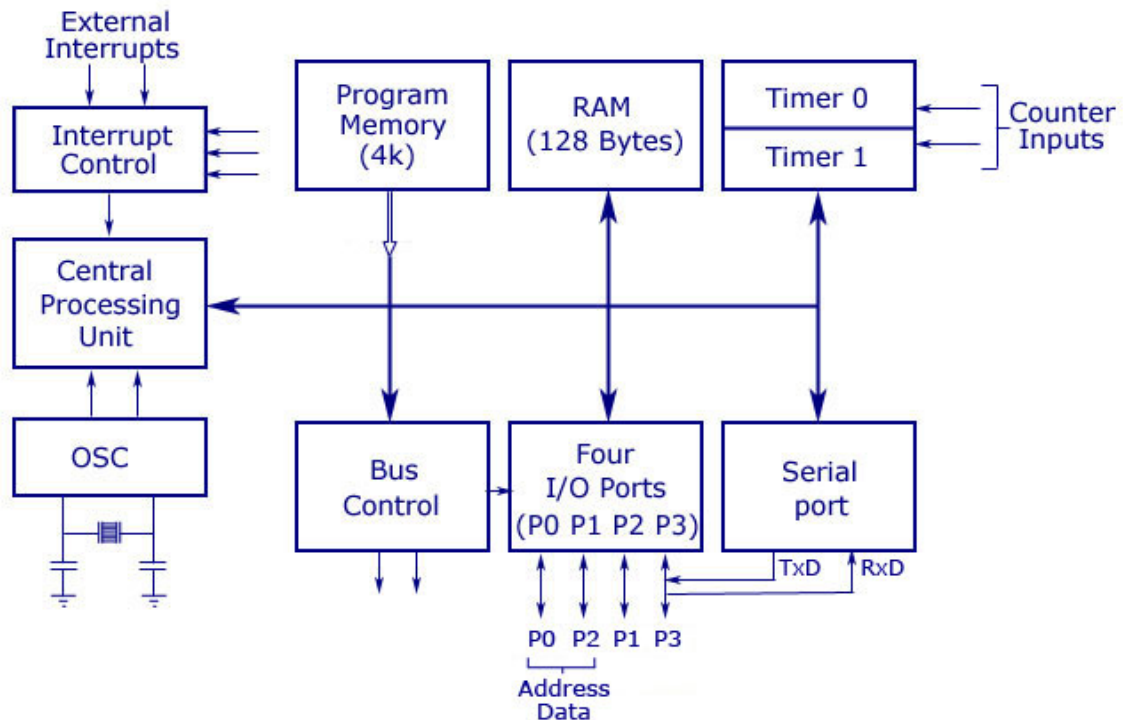 External
Interrupts
Interrupt
Control
Program
Memory
(4k)
RAM
(128 Bytes)
Timer 0
Timer 1
Counter
Inputs
Central
Processing
Unit
OSC
Bus
Control
Four
I/O Ports
(P0 P1 P2 P3)
Serial
port
TxD
RxD
P0 P2 P1 P3
Address
Data